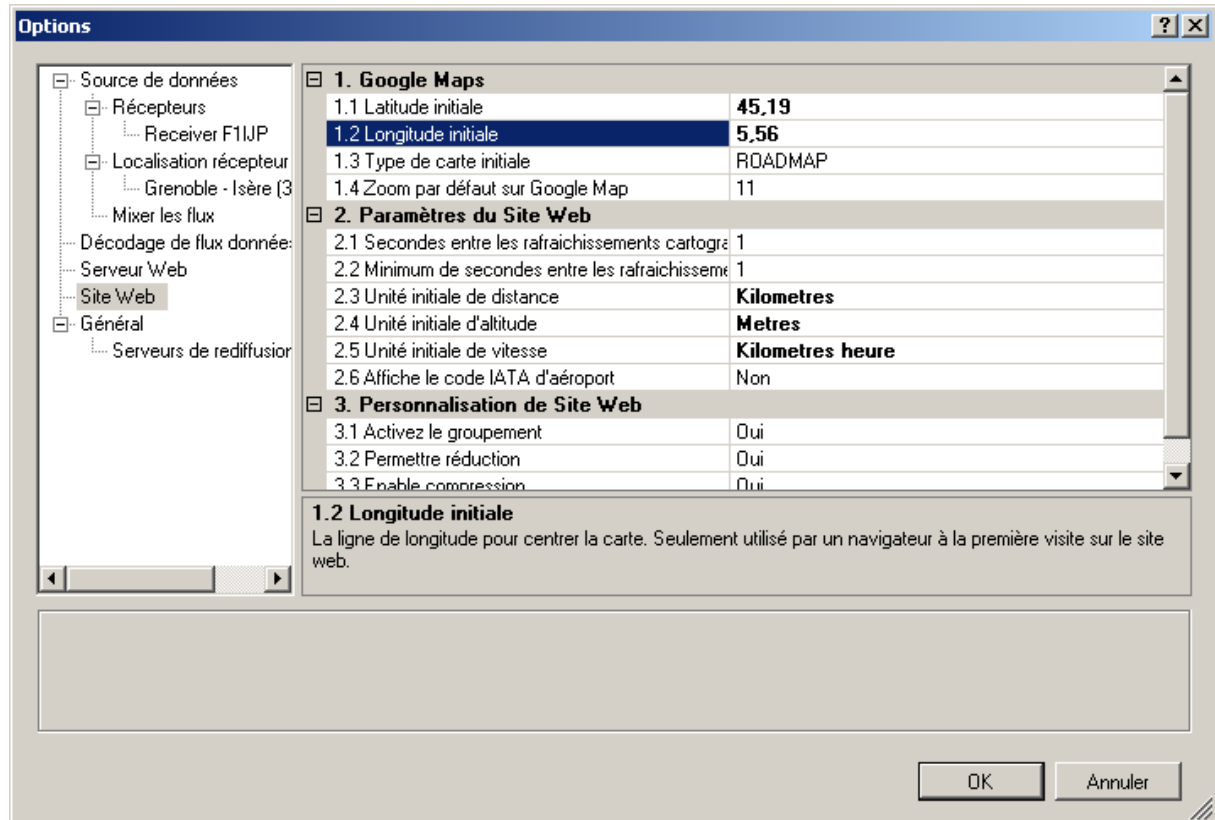 Options
Source de données
Récepteurs
Receiver F1IJP
Localisation récepteur
Grenoble - Isère (3
Mixer les flux
Décodage de flux donnée
Serveur Web
Site Web
Général
Serveurs de rediffusion
1. Google Maps
1.1 Latitude initiale 45,19
1.2 Longitude initiale 5,56
1.3 Type de carte initiale ROADMAP
1.4 Zoom par défaut sur Google Map 11
2. Paramètres du Site Web
2.1 Secondes entre les rafraichissements cartogra 1
2.2 Minimum de secondes entre les rafraichisseme 1
2.3 Unité initiale de distance Kilometres
2.4 Unité initiale d'altitude Metres
2.5 Unité initiale de vitesse Kilometres heure
2.6 Affiche le code IATA d'aéroport Non
3. Personnalisation de Site Web
3.1 Activez le groupement Oui
3.2 Permettre réduction Oui
3.3 Enable compression Oui
1.2 Longitude initiale
La ligne de longitude pour centrer la carte. Seulement utilisé par un navigateur à la première visite sur le site
web.
OK
Annuler